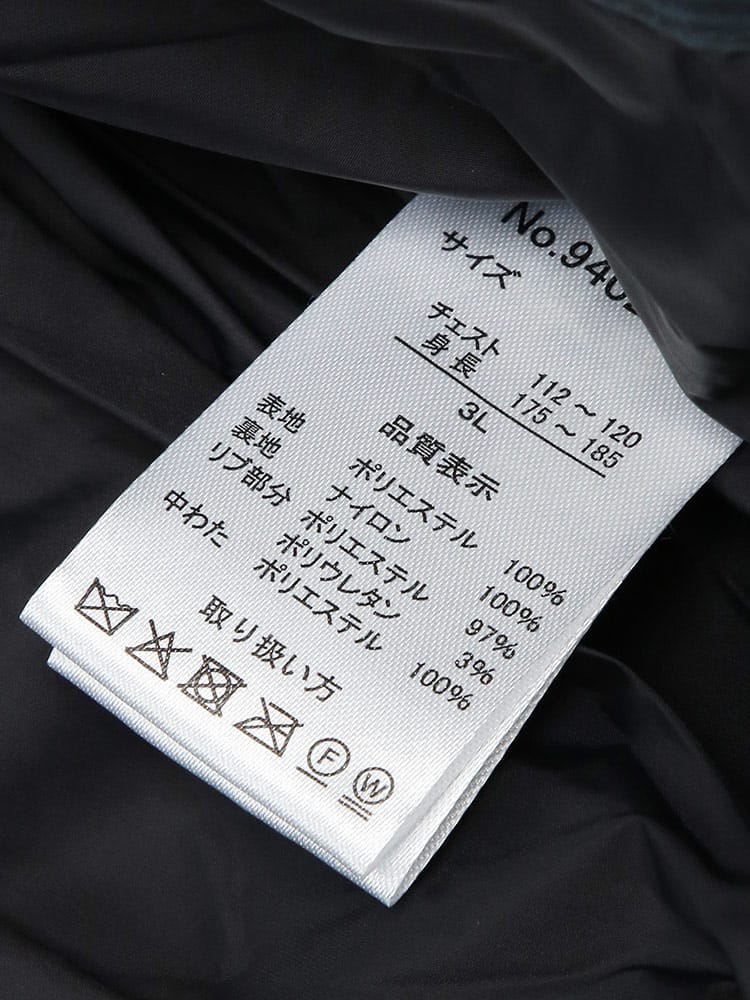 No.9402
サイズ
チェスト 112～120
身長 175～185
3L
品質表示
表地 ポリエステル 100%
裏地 ナイロン 100%
リブ部分 ポリエステル 97%
ポリウレタン 3%
中わた ポリエステル 100%
取り扱い方
F W